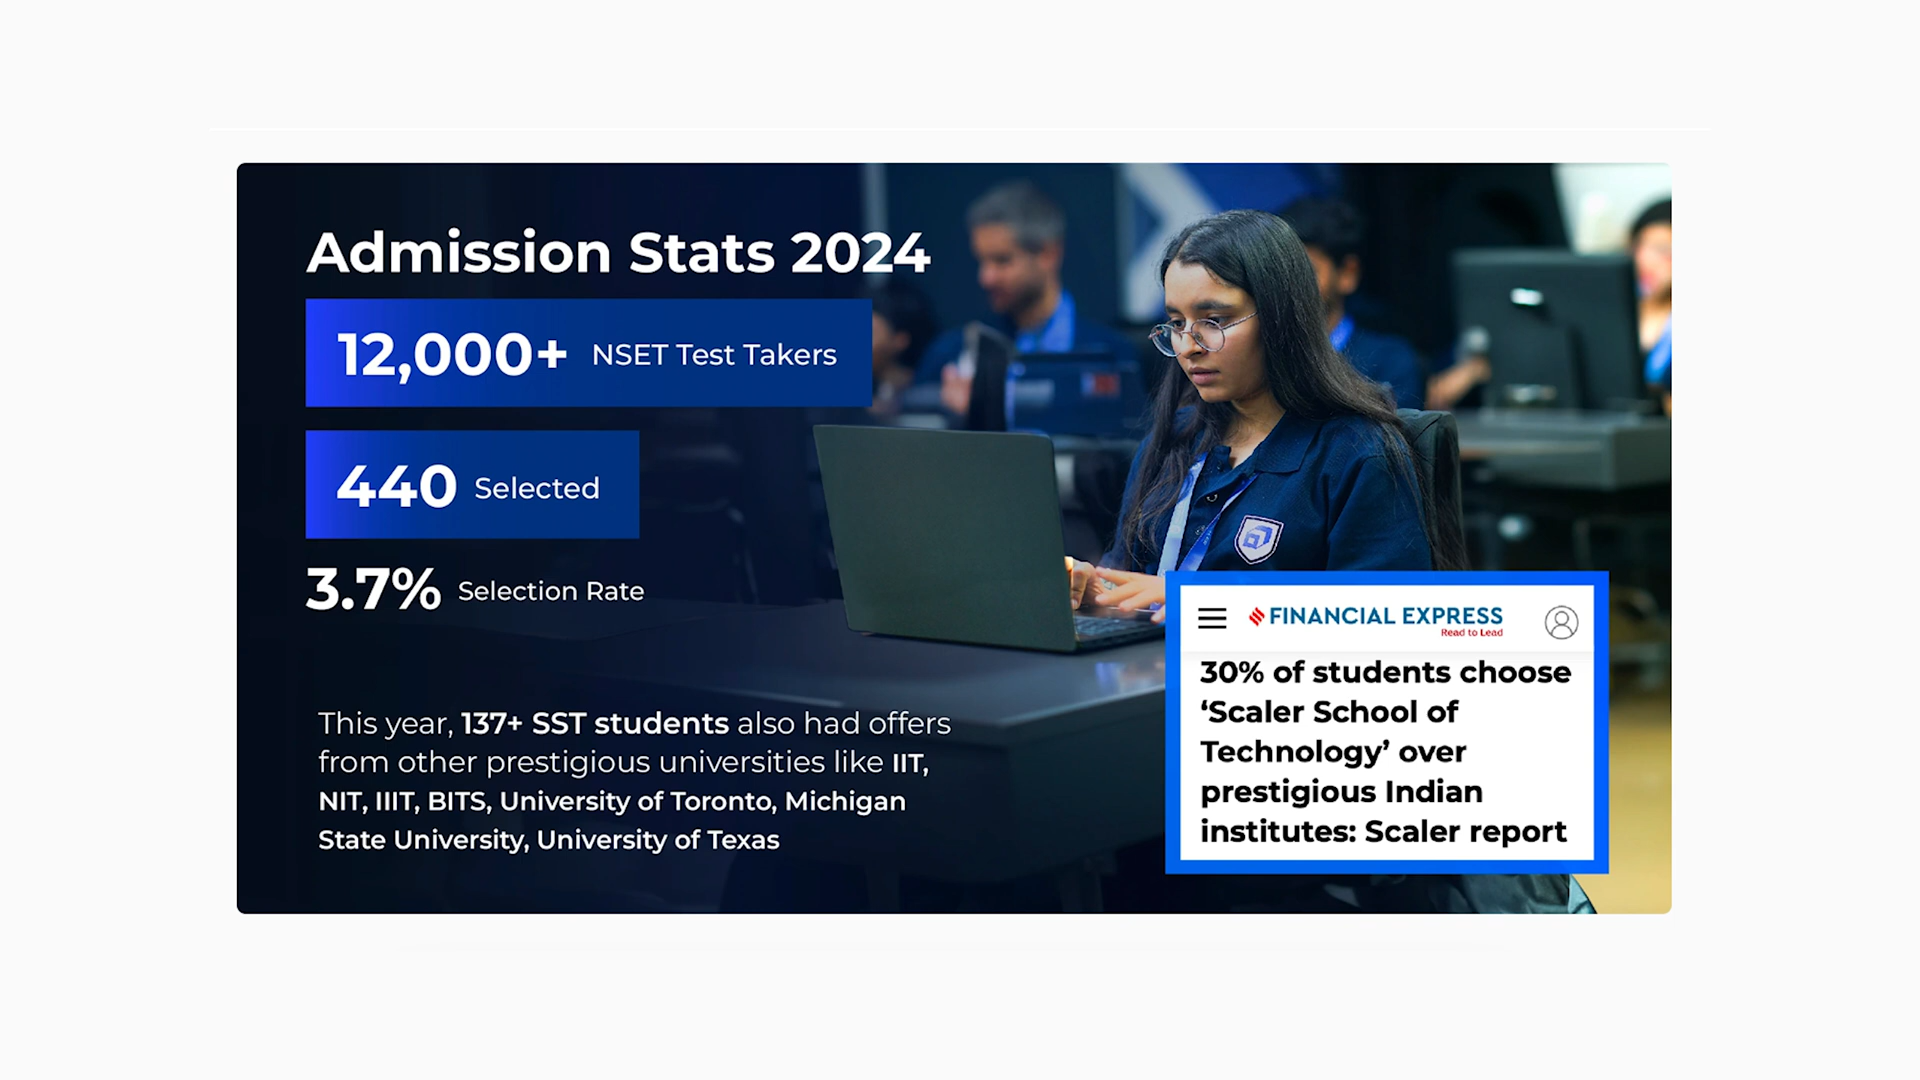 Admission Stats 2024
12,000+ NSET Test Takers
440 Selected
3.7% Selection Rate
This year, 137+ SST students also had offers
from other prestigious universities like IIT,
NIT, IIIT, BITS, University of Toronto, Michigan
State University, University of Texas
FINANCIAL EXPRESS
Read to Lead
30% of students choose
‘Scaler School of
Technology’ over
prestigious Indian
institutes: Scaler report